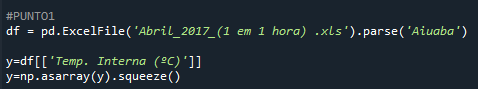 #PUNTO1
df = pd.ExcelFile('Abril_2017_(1 em 1 hora) .xls').parse('Aiuaba')
y=df[['Temp. Interna (ºC)']]
y=np.asarray(y).squeeze()